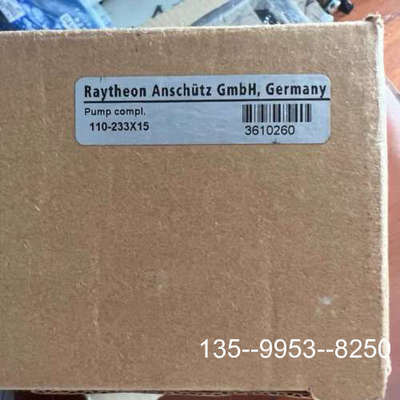 Raytheon Anschütz GmbH, Germany
Pump compl.
110-233X15
3610260
135--9953--8250